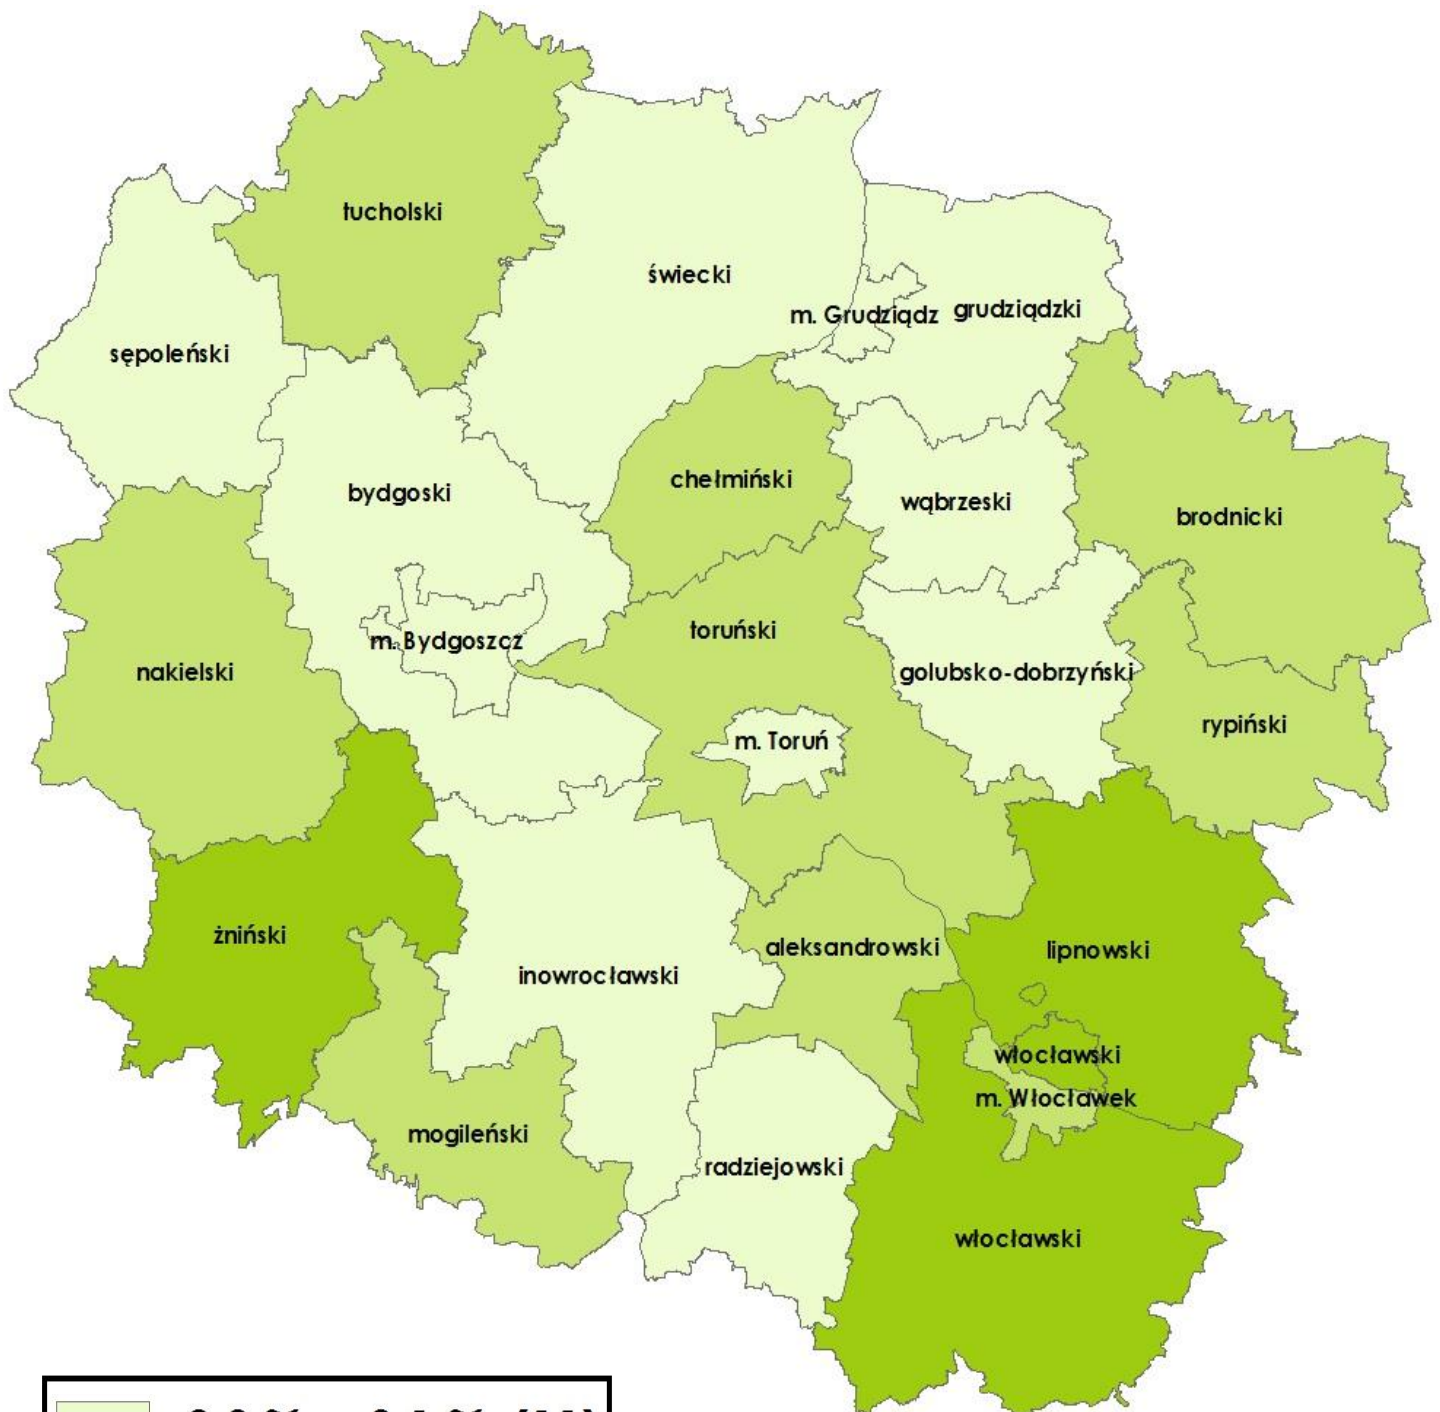 tucholski
świecki
m. Grudziądz
grudziądzki
sępoleński
chełmiński
bydgoski
wąbrzeski
brodnicki
m. Bydgoszcz
toruński
nakielski
golubsko-dobrzyński
rypiński
m. Toruń
żniński
aleksandrowski
lipnowski
inowrocławski
włocławski
m. Włocławek
mogileński
radziejowski
włocławski